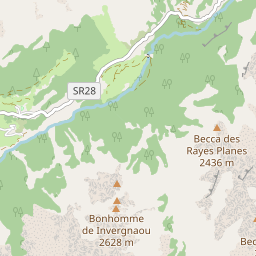 SR28
Becca des
Rayes Planes
2436 m
Bonhomme
de Invergnaou
2628 m
Bec